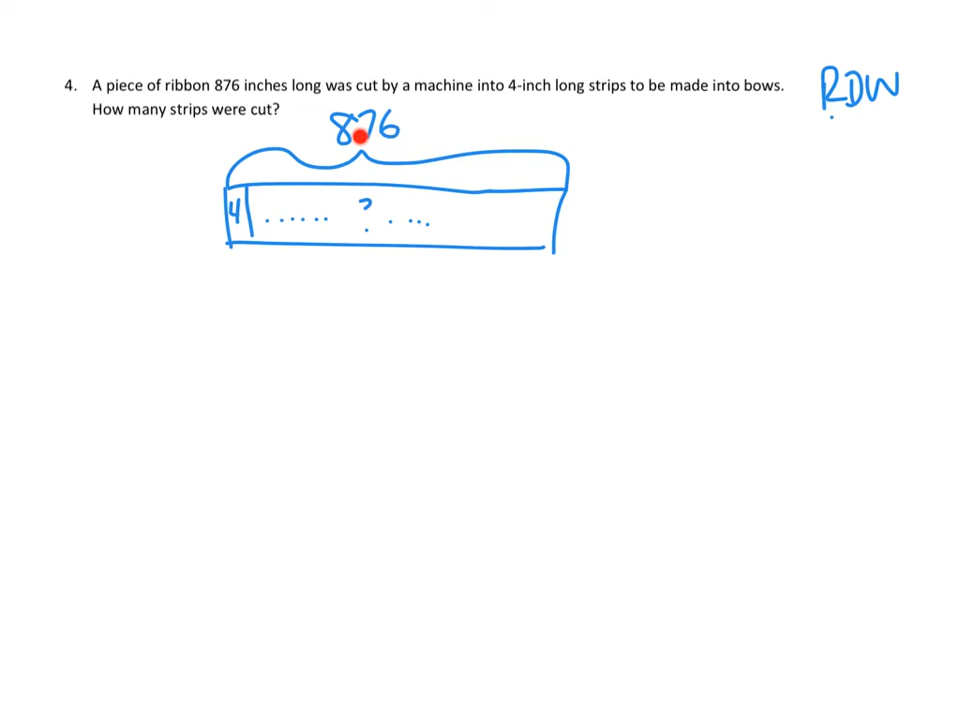 4. A piece of ribbon 876 inches long was cut by a machine into 4-inch long strips to be made into bows.
How many strips were cut?
RDW
876
4 ...... ? . ...